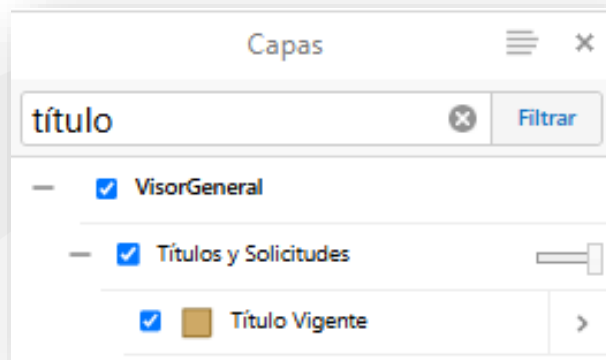 Capas
título
Filtrar
VisorGeneral
Títulos y Solicitudes
Título Vigente